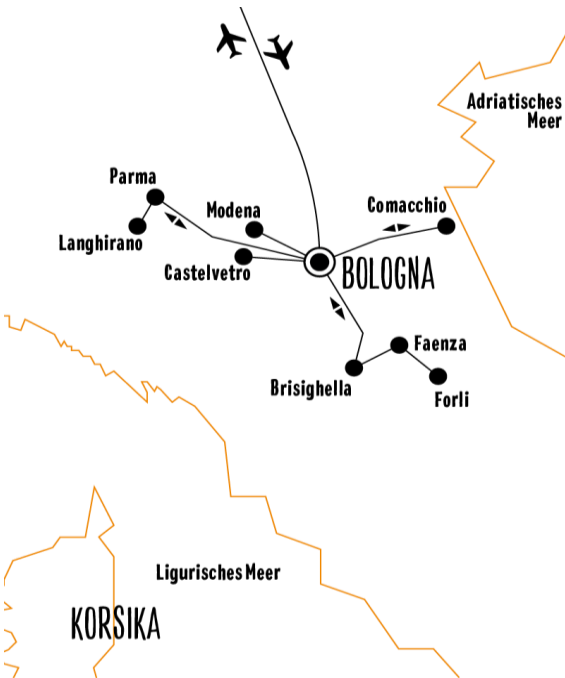 Adriatisches
Meer
Parma
Modena
Comacchio
Langhirano
Castelvetro
BOLOGNA
Faenza
Brisighella
Forli
Ligurisches Meer
KORSIKA